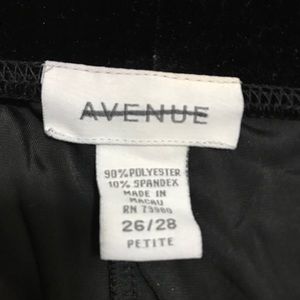 AVENUE
90% POLYESTER
10% SPANDEX
MADE IN
MACAU
RN 73980
26/28
PETITE